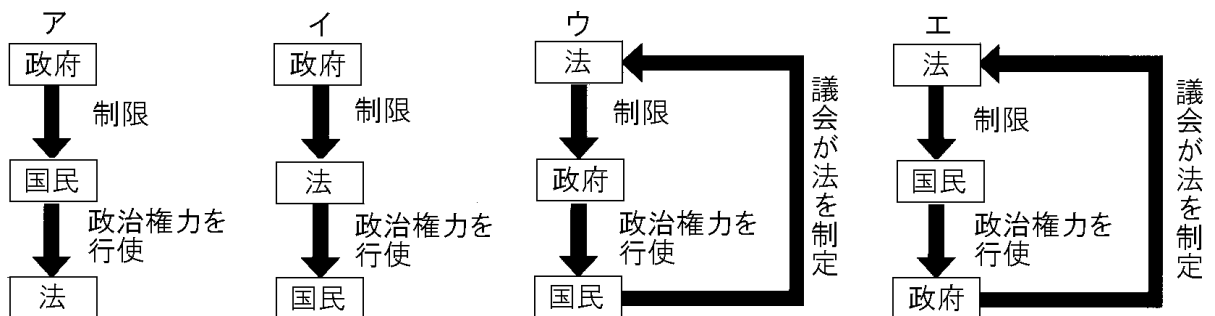 ア
政府
制限
国民
政治権力を
行使
法
イ
政府
制限
法
政治権力を
行使
国民
ウ
法
制限
政府
政治権力を
行使
国民
議会が法を制定
エ
法
制限
国民
政治権力を
行使
政府
議会が法を制定